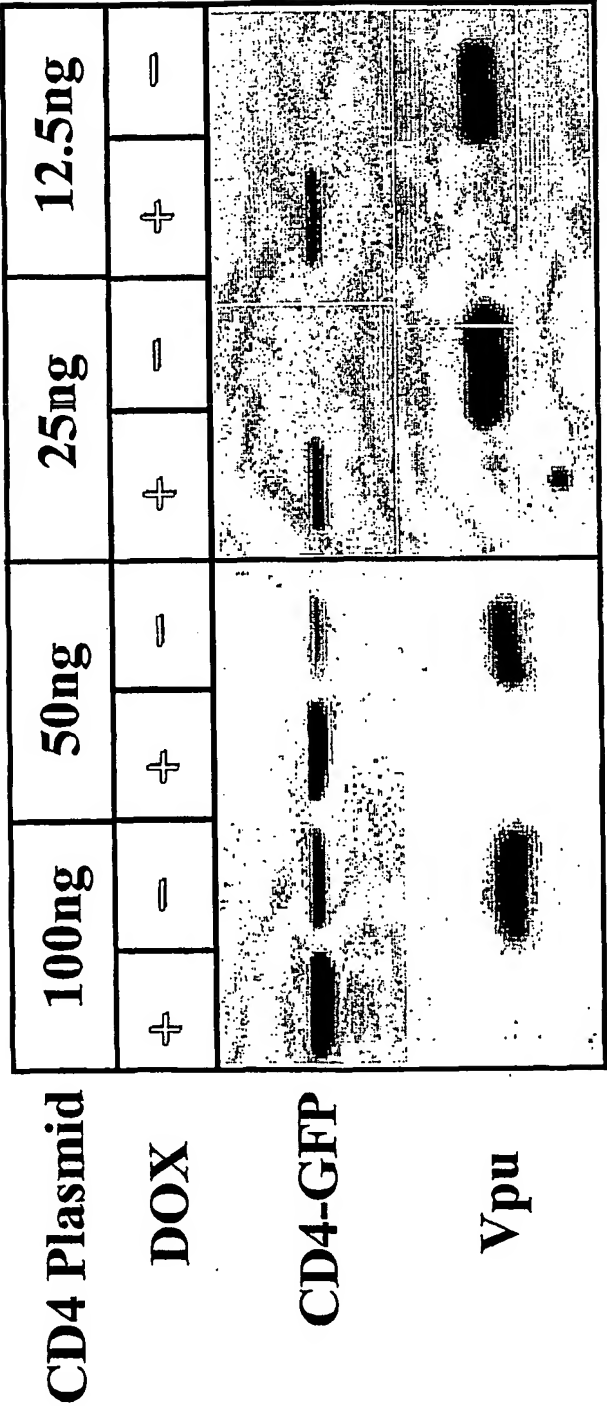 CD4 Plasmid 100ng 50ng 25ng 12.5ng
DOX + − + − + − + −
CD4-GFP
Vpu